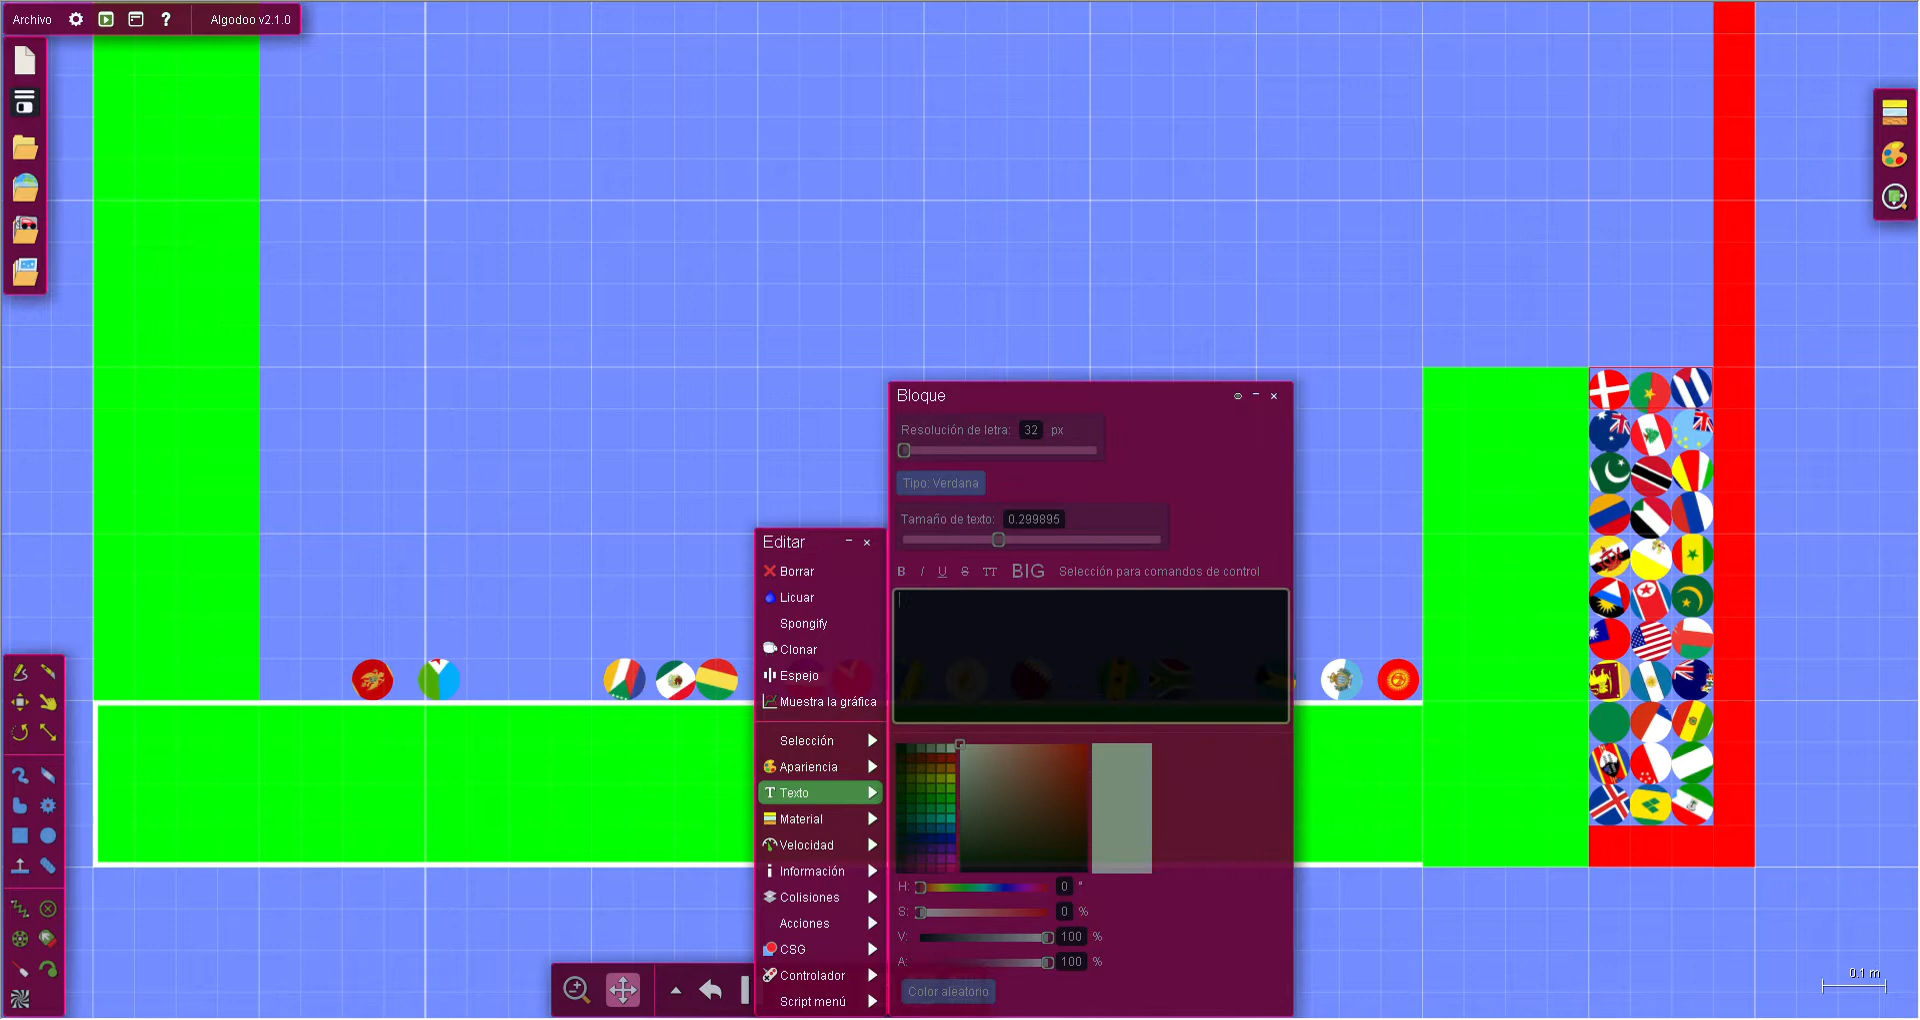 Archivo ? Algodoo v2.1.0
Bloque
Resolución de letra: 32 px
Tipo: Verdana
Tamaño de texto: 0.299895
B I U S TT BIG Selección para comandos de control
Editar
Borrar
Licuar
Spongify
Clonar
Espejo
Muestra la gráfica
Selección
Apariencia
T Texto
Material
Velocidad
Información
Colisiones
Acciones
CSG
Controlador
Script menú
H: 0 °
S: 0 %
V: 100 %
A: 100 %
Color aleatorio
0.1 m